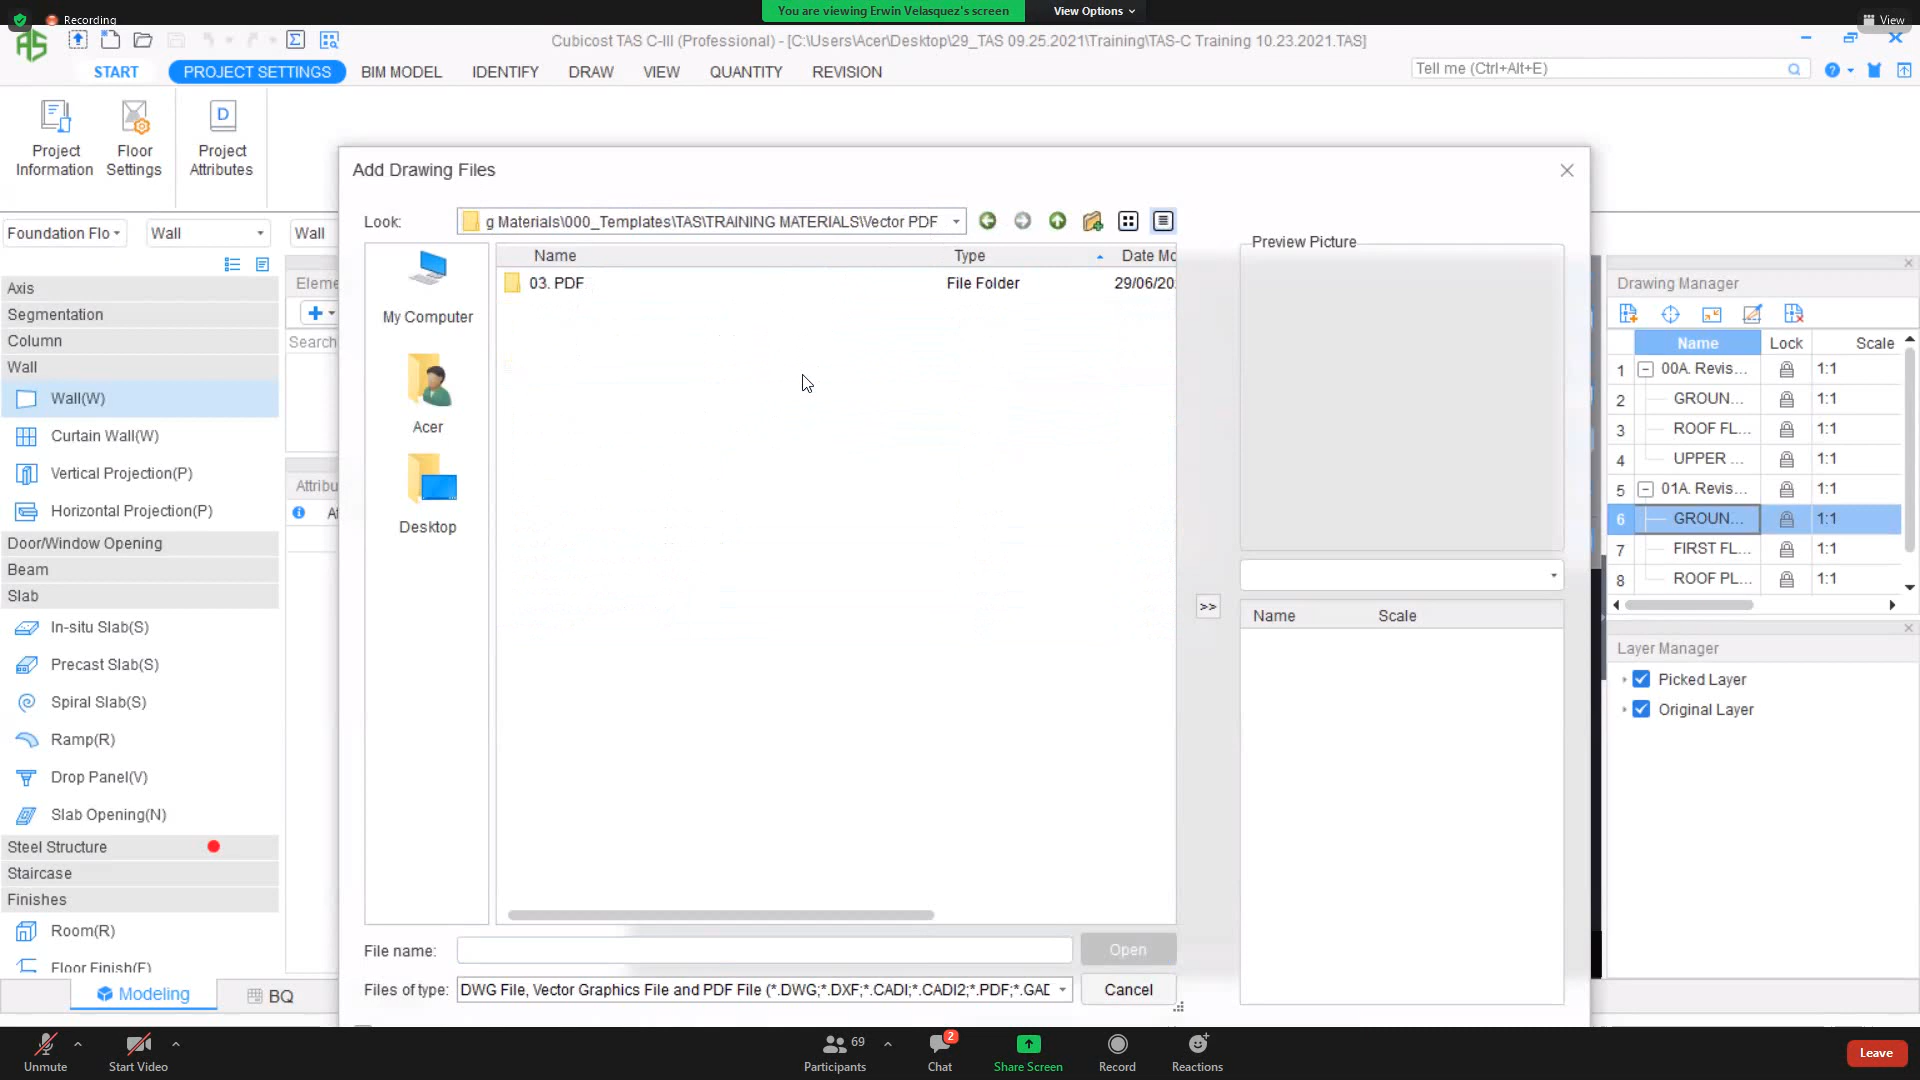 Recording
You are viewing Erwin Velasquez's screen
View Options
View
Cubicost TAS C-III (Professional) - [C:\Users\Acer\Desktop\29_TAS 09.25.2021\Training\TAS-C Training 10.23.2021.TAS]
START
PROJECT SETTINGS
BIM MODEL
IDENTIFY
DRAW
VIEW
QUANTITY
REVISION
Tell me (Ctrl+Alt+E)
Project Information
Floor Settings
Project Attributes
Foundation Flo
Wall
Wall
Axis
Segmentation
Column
Wall
Wall(W)
Curtain Wall(W)
Vertical Projection(P)
Horizontal Projection(P)
Door/Window Opening
Beam
Slab
In-situ Slab(S)
Precast Slab(S)
Spiral Slab(S)
Ramp(R)
Drop Panel(V)
Slab Opening(N)
Steel Structure
Staircase
Finishes
Room(R)
Floor Finish(F)
Modeling
BQ
Eleme
Search
Attribu
Add Drawing Files
Look:
g Materials\000_Templates\TAS\TRAINING MATERIALS\Vector PDF
Name Type Date Mo
03. PDF File Folder 29/06/20
My Computer
Acer
Desktop
File name:
Open
Files of type:
DWG File, Vector Graphics File and PDF File (*.DWG;*.DXF;*.CADI;*.CADI2;*.PDF;*.GAD
Cancel
>>
Preview Picture
Name Scale
Drawing Manager
Name Lock Scale
1 00A. Revis... 1:1
2 GROUN... 1:1
3 ROOF FL... 1:1
4 UPPER ... 1:1
5 01A. Revis... 1:1
6 GROUN... 1:1
7 FIRST FL... 1:1
8 ROOF PL... 1:1
Layer Manager
Picked Layer
Original Layer
Unmute
Start Video
69
Participants
2
Chat
Share Screen
Record
Reactions
Leave